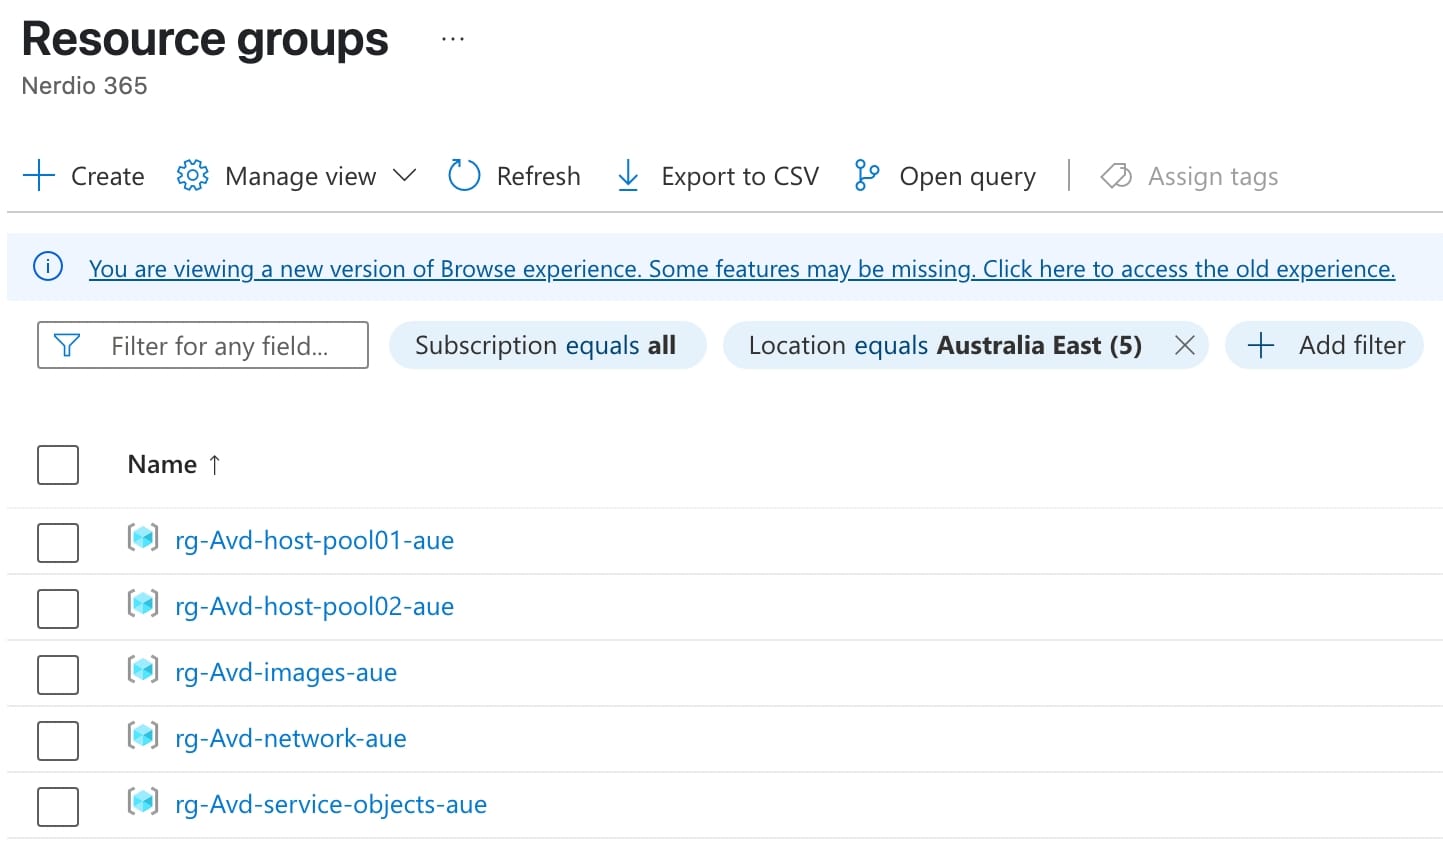 Resource groups ...
Nerdio 365
Create Manage view Refresh Export to CSV Open query Assign tags
You are viewing a new version of Browse experience. Some features may be missing. Click here to access the old experience.
Filter for any field... Subscription equals all Location equals Australia East (5) Add filter
Name ↑
rg-Avd-host-pool01-aue
rg-Avd-host-pool02-aue
rg-Avd-images-aue
rg-Avd-network-aue
rg-Avd-service-objects-aue